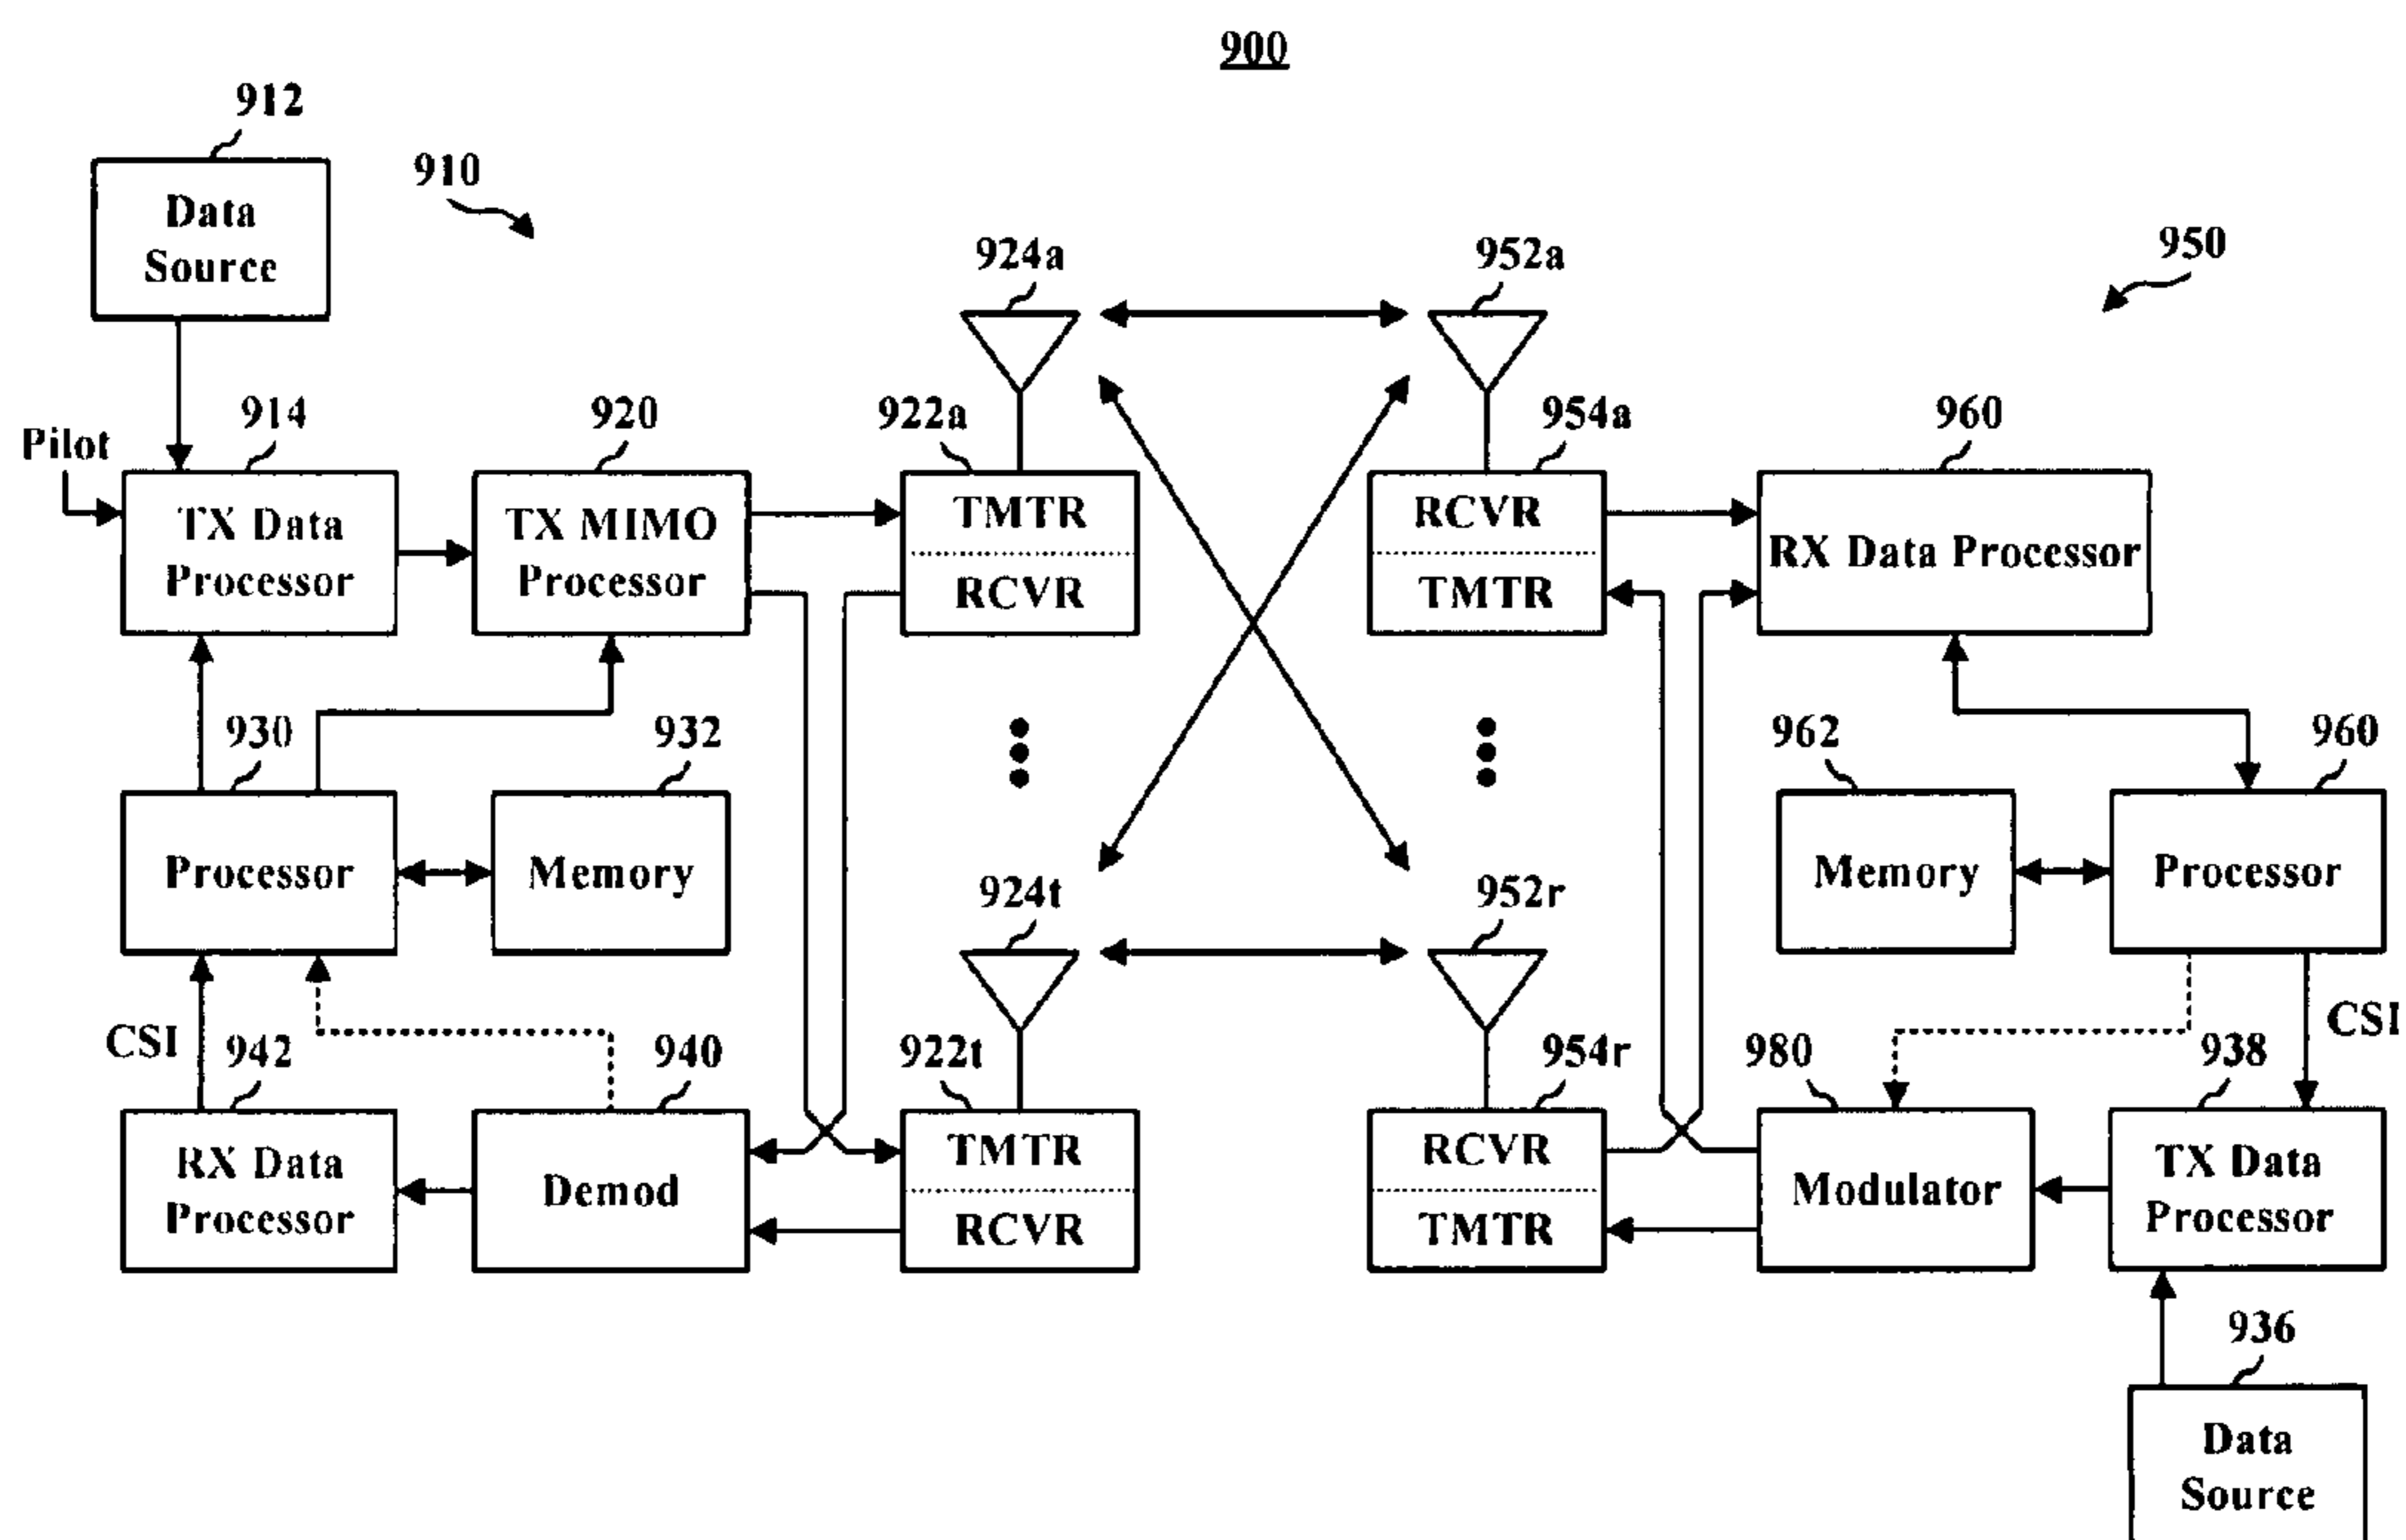 900
912
910
Data
Source
950
924a
952a
Pilot
914
920
922a
954a
960
TX Data
Processor
TX MIMO
Processor
TMTR
RCVR
RCVR
TMTR
RX Data Processor
930
932
962
960
Processor
Memory
Memory
Processor
924t
952r
CSI
942
940
922t
954r
980
938
CSI
RX Data
Processor
Demod
TMTR
RCVR
RCVR
TMTR
Modulator
TX Data
Processor
936
Data
Source